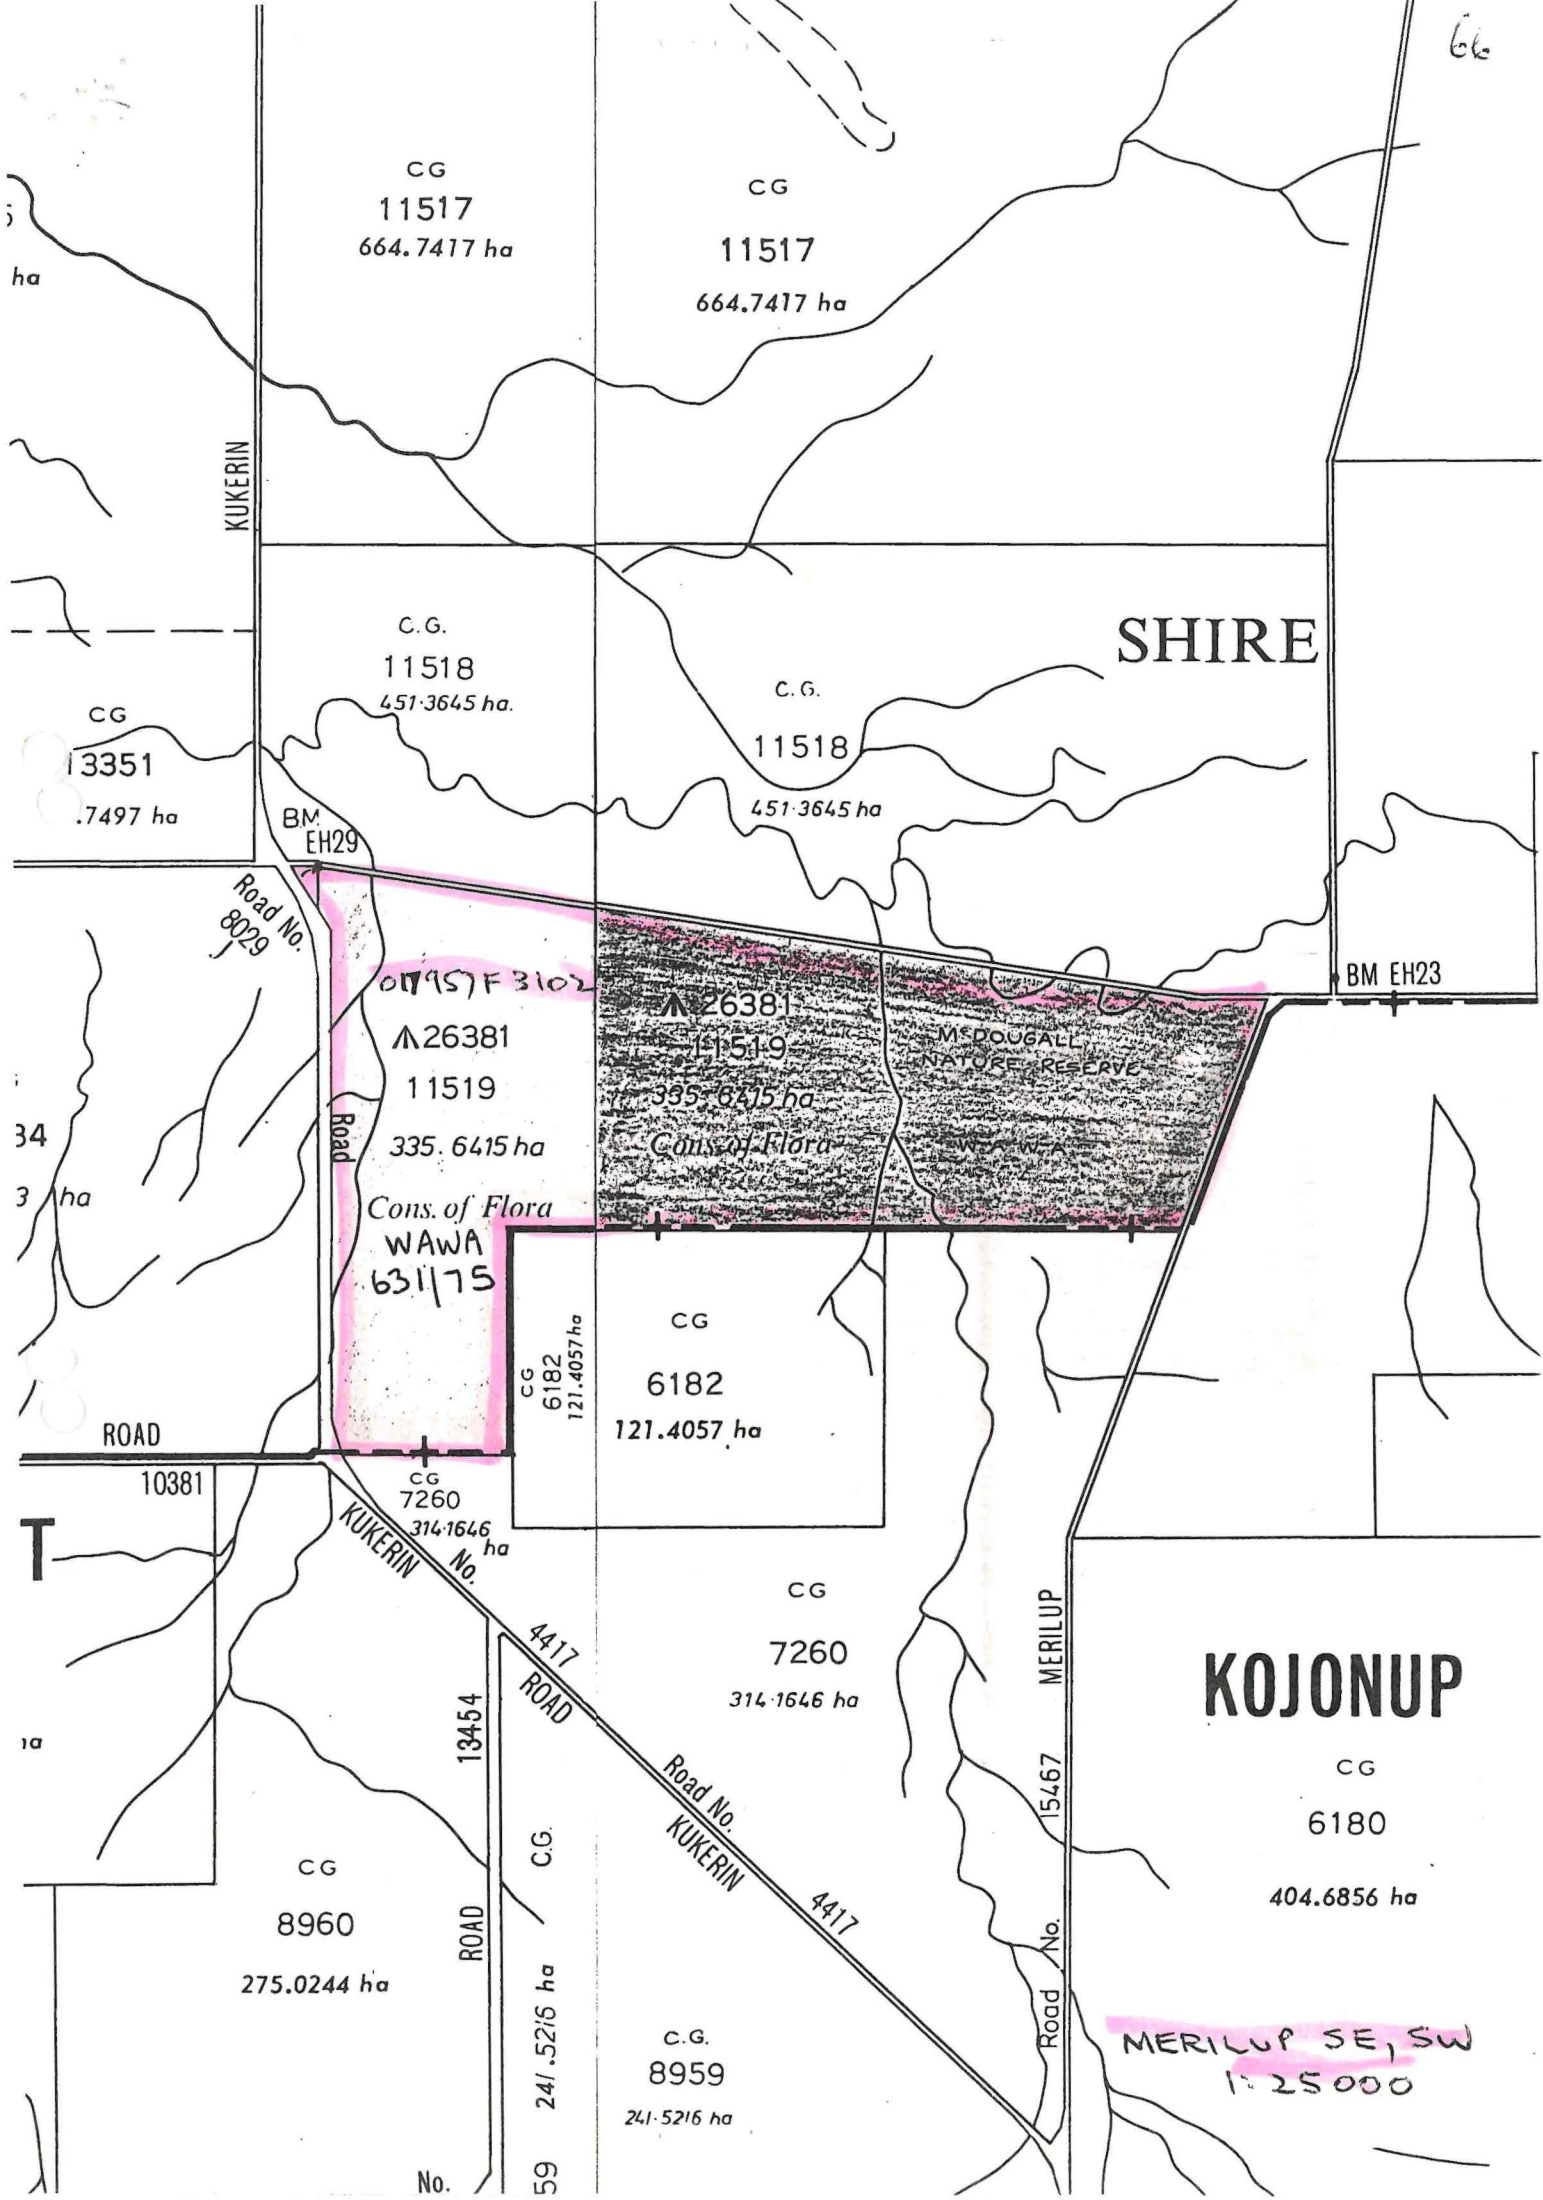 66
CG
11517
664.7417 ha
CG
11517
664.7417 ha
ha
KUKERIN
C.G.
11518
451.3645 ha.
SHIRE
C.G.
11518
451.3645 ha
CG
13351
.7497 ha
BM
EH29
Road No.
8029
BM EH23
26381
11519
335.6415 ha
Cons. of Flora
WAWA
631/75
26381
11519
335.6415 ha
Cons. of Flora
McDOUGALL
NATURE RESERVE
W.A.W.A.
Road
34
3 ha
CG
6182
121.4057 ha
CG
6182
121.4057 ha
ROAD
10381
CG
7260
314.1646
ha
KUKERIN
No.
4417
ROAD
T
CG
7260
314.1646 ha
MERILUP
KOJONUP
CG
6180
404.6856 ha
13454
ROAD
Road No.
KUKERIN
4417
15467
Road No.
CG
8960
275.0244 ha
C.G.
241.5216 ha
59
C.G.
8959
241.5216 ha
No.
MERILUP SE, SW
1:25000